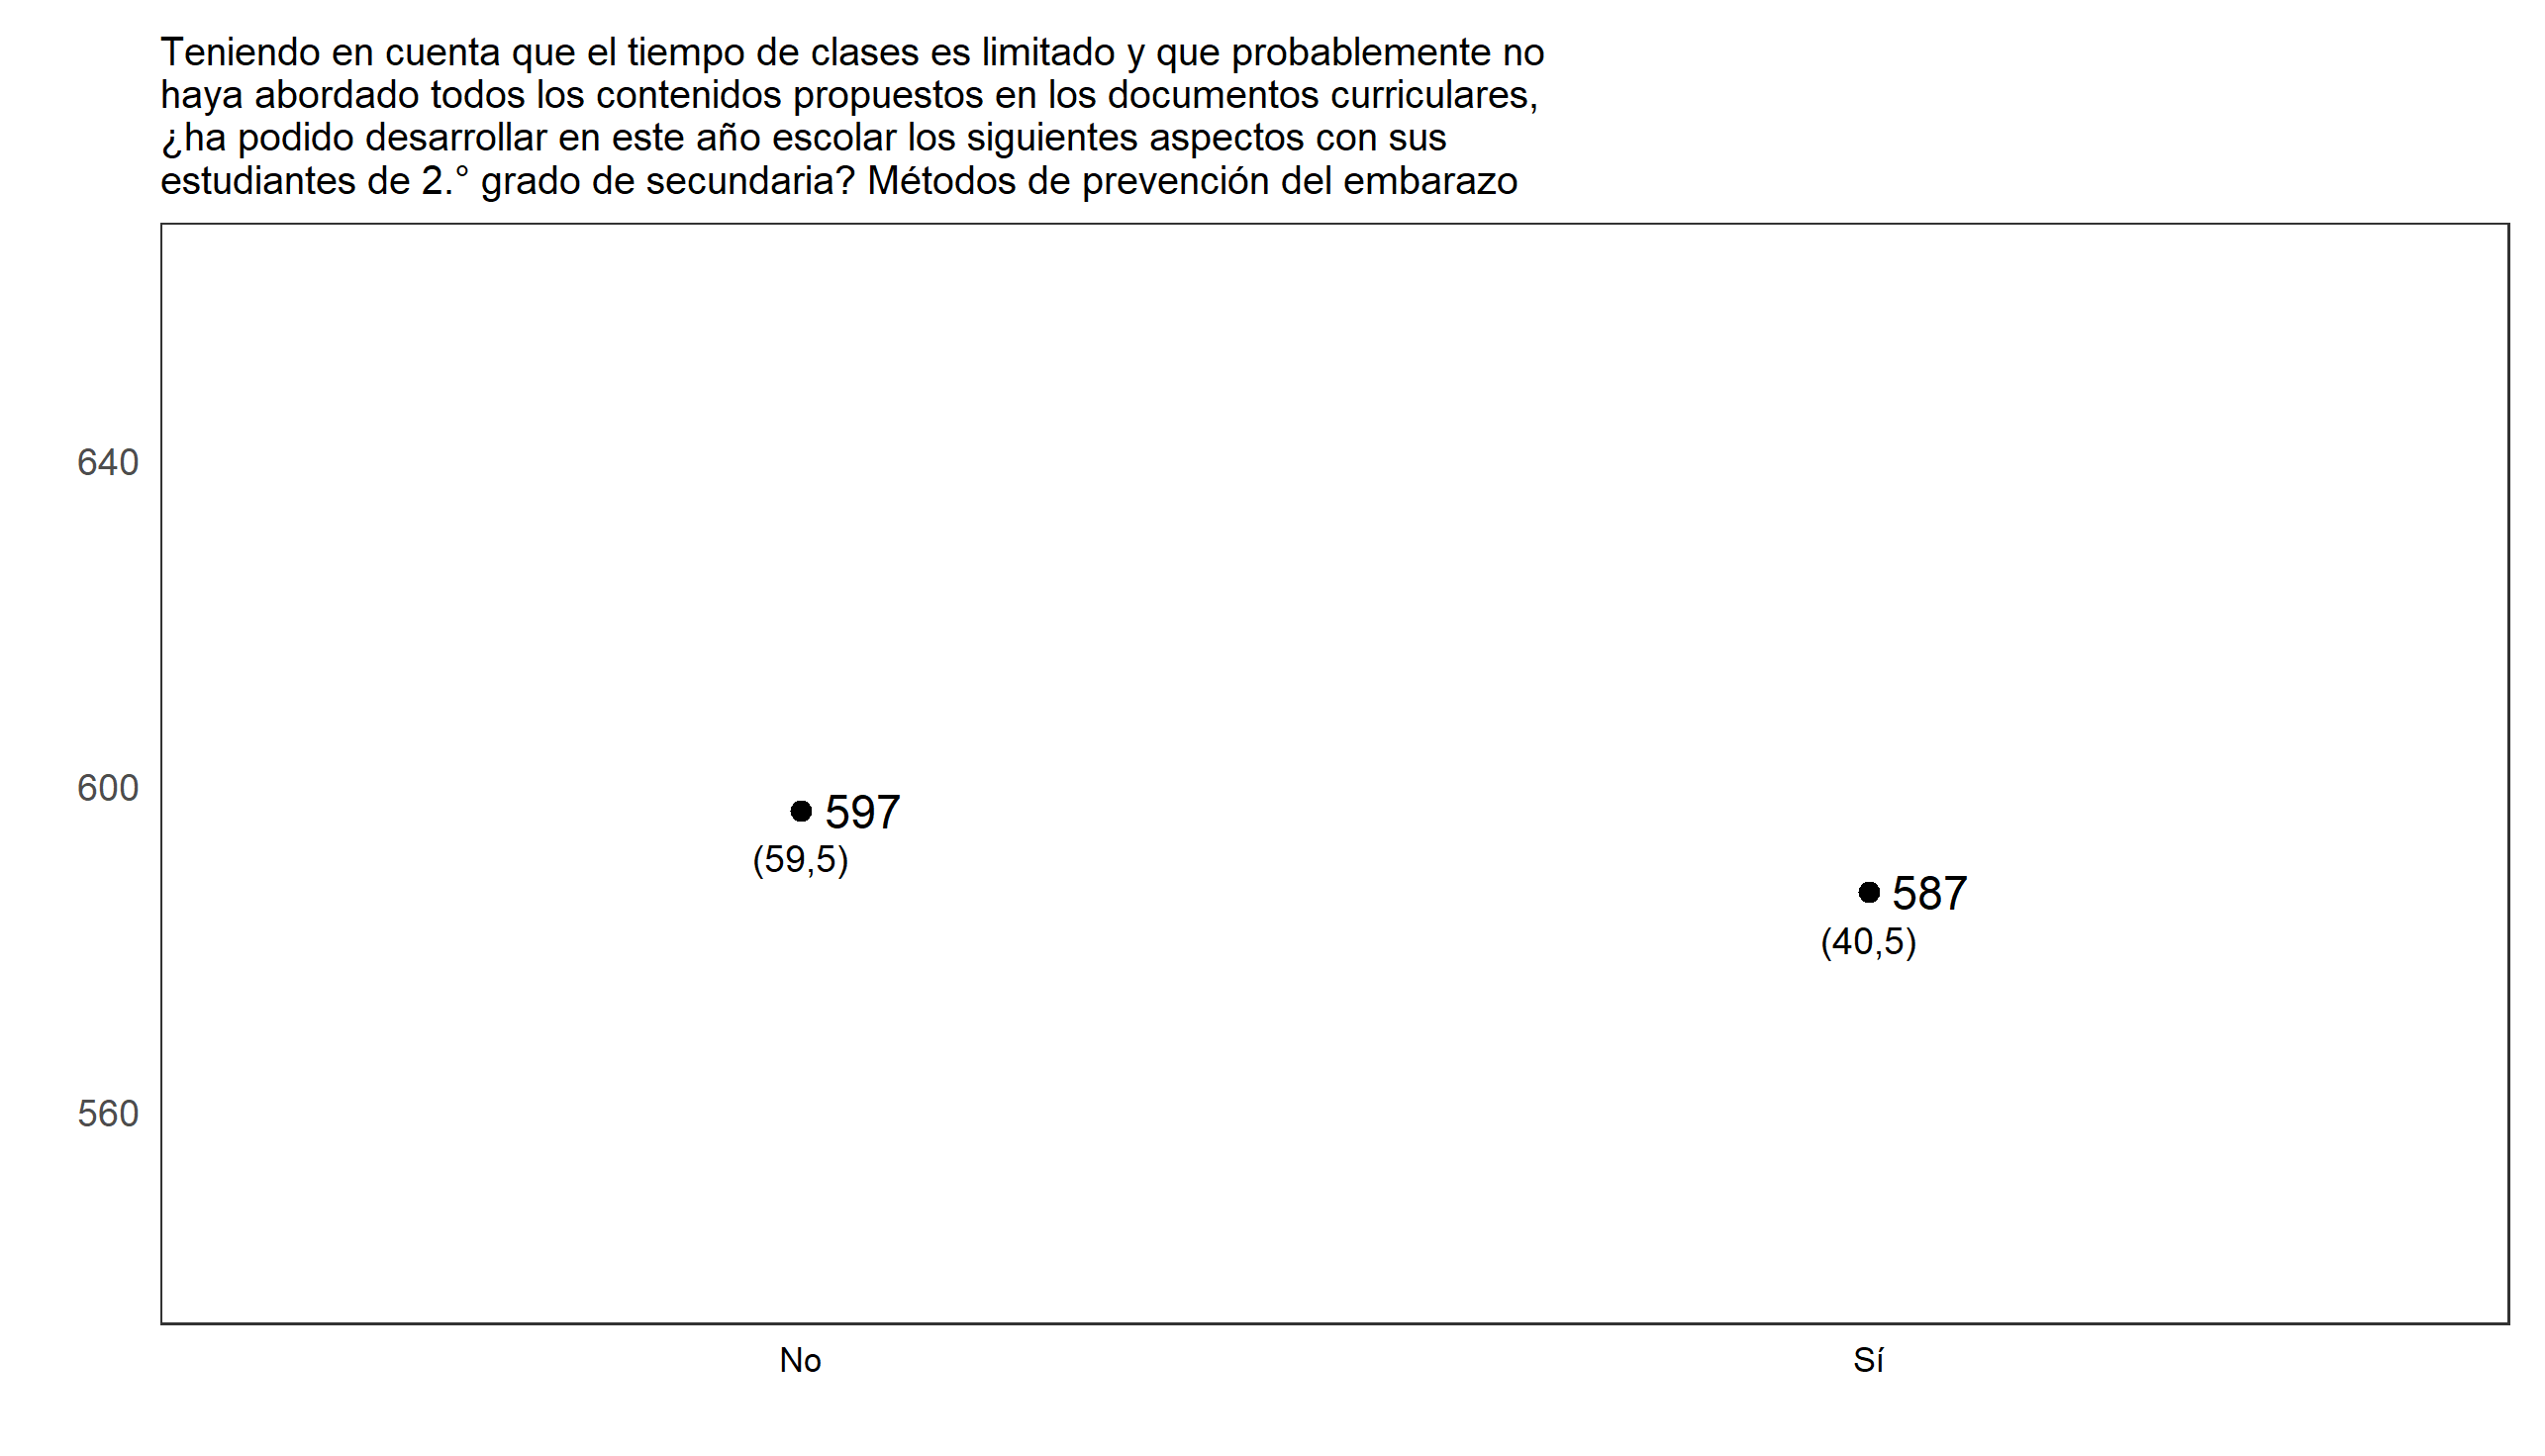 Teniendo en cuenta que el tiempo de clases es limitado y que probablemente no
haya abordado todos los contenidos propuestos en los documentos curriculares,
¿ha podido desarrollar en este año escolar los siguientes aspectos con sus
estudiantes de 2.° grado de secundaria? Métodos de prevención del embarazo
640
600
560
597
(59,5)
587
(40,5)
No
Sí